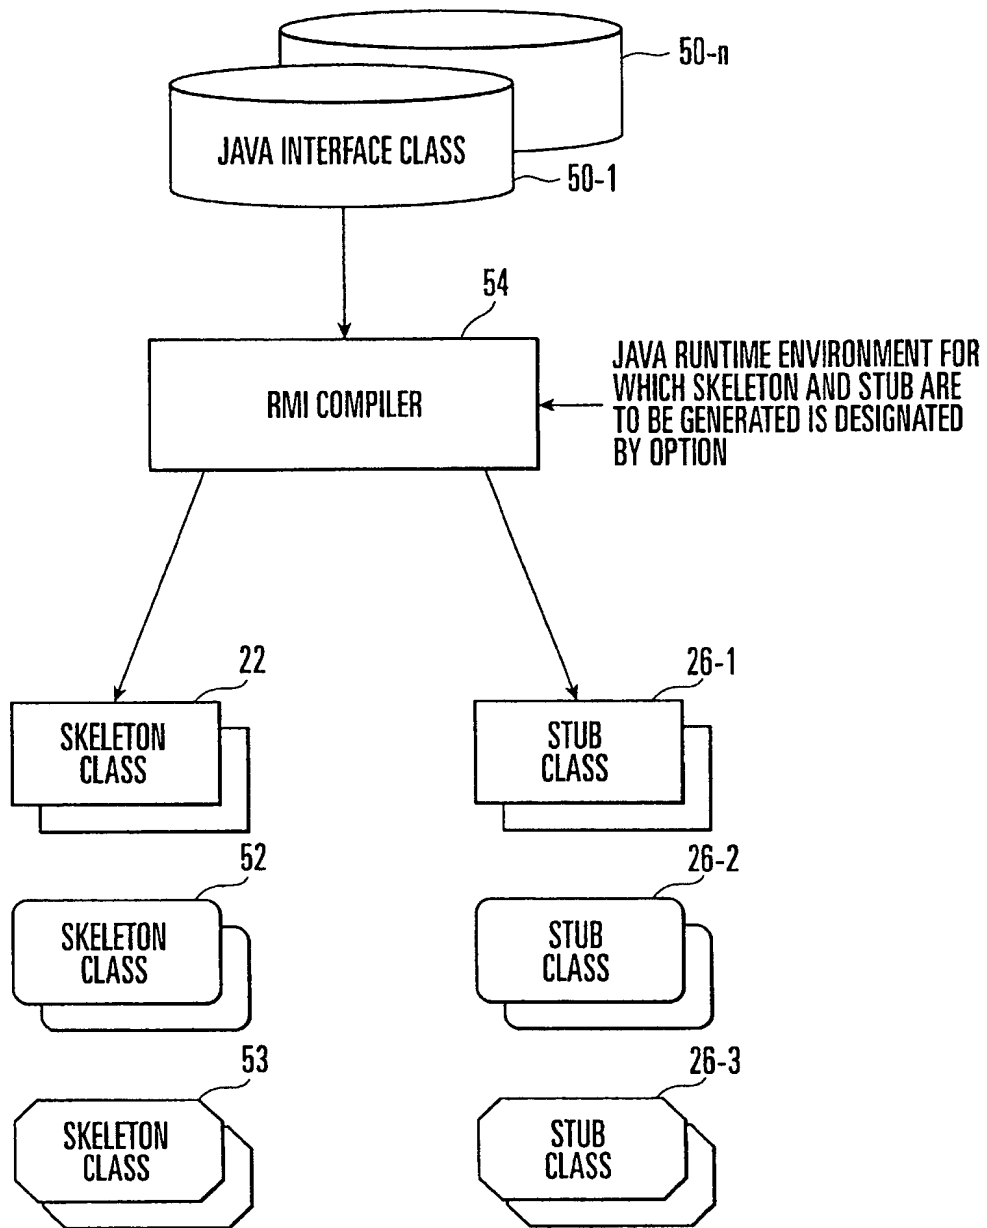 50-n
JAVA INTERFACE CLASS
50-1
54
RMI COMPILER
JAVA RUNTIME ENVIRONMENT FOR
WHICH SKELETON AND STUB ARE
TO BE GENERATED IS DESIGNATED
BY OPTION
22
SKELETON
CLASS
26-1
STUB
CLASS
52
SKELETON
CLASS
26-2
STUB
CLASS
53
SKELETON
CLASS
26-3
STUB
CLASS